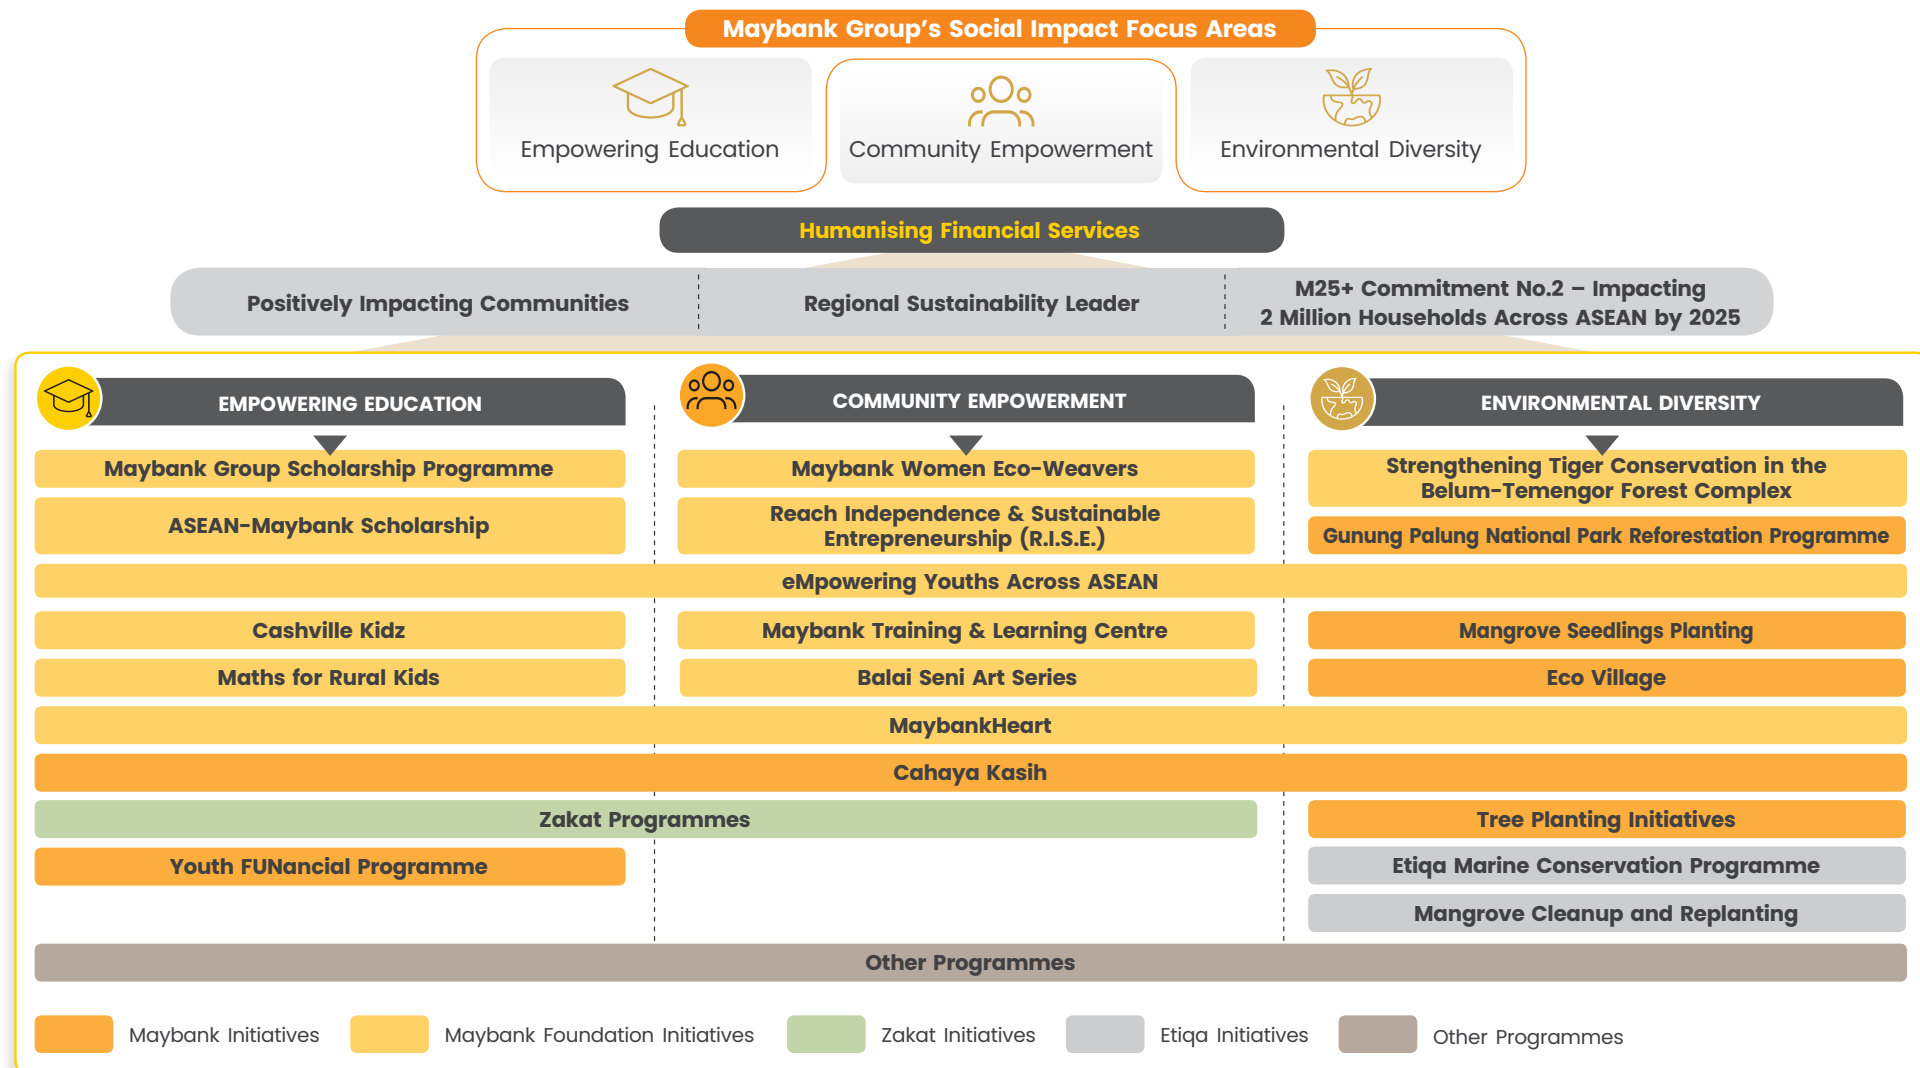 Maybank Group's Social Impact Focus Areas
Empowering Education
Community Empowerment
Environmental Diversity
Humanising Financial Services
Positively Impacting Communities
Regional Sustainability Leader
M25+ Commitment No.2 – Impacting
2 Million Households Across ASEAN by 2025
EMPOWERING EDUCATION
COMMUNITY EMPOWERMENT
ENVIRONMENTAL DIVERSITY
Maybank Group Scholarship Programme
Maybank Women Eco-Weavers
Strengthening Tiger Conservation in the
Belum-Temengor Forest Complex
ASEAN-Maybank Scholarship
Reach Independence & Sustainable
Entrepreneurship (R.I.S.E.)
Gunung Palung National Park Reforestation Programme
eMpowering Youths Across ASEAN
Cashville Kidz
Maybank Training & Learning Centre
Mangrove Seedlings Planting
Maths for Rural Kids
Balai Seni Art Series
Eco Village
MaybankHeart
Cahaya Kasih
Zakat Programmes
Tree Planting Initiatives
Youth FUNancial Programme
Etiqa Marine Conservation Programme
Mangrove Cleanup and Replanting
Other Programmes
Maybank Initiatives
Maybank Foundation Initiatives
Zakat Initiatives
Etiqa Initiatives
Other Programmes